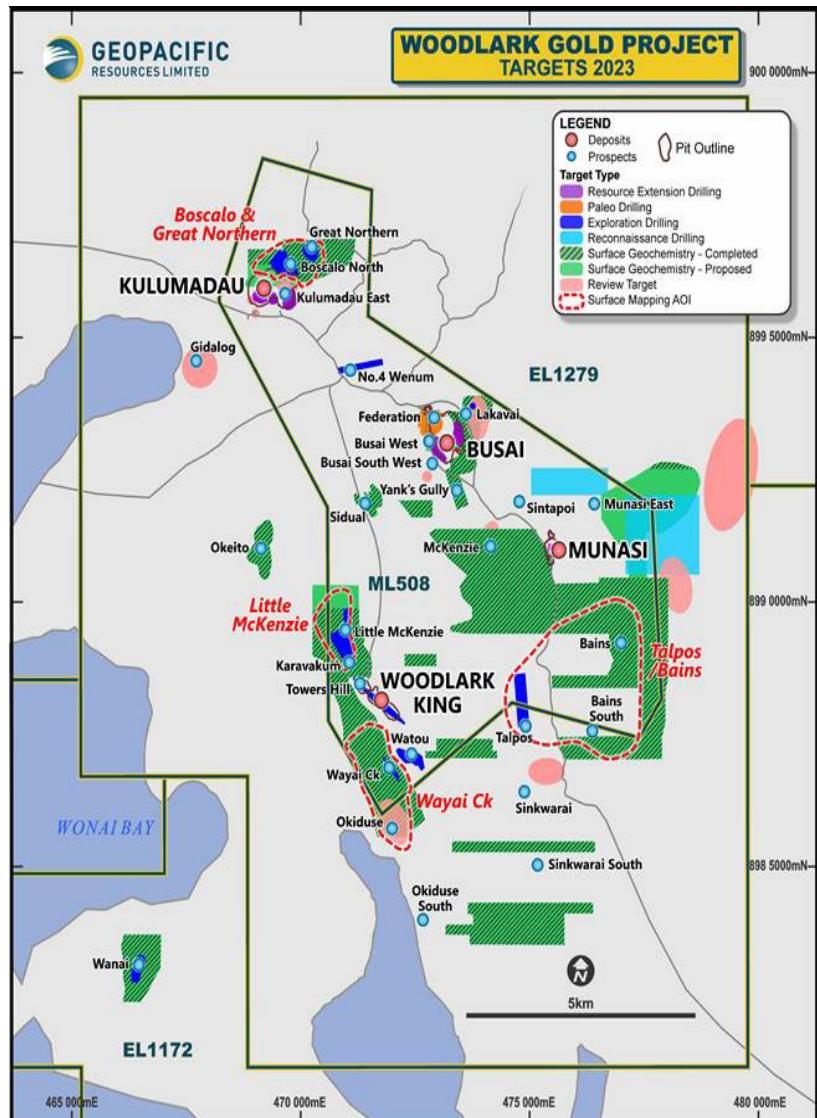 GEOPACIFIC
RESOURCES LIMITED
WOODLARK GOLD PROJECT
TARGETS 2023
900 0000mN
LEGEND
Deposits
Prospects
Pit Outline
Target Type
Resource Extension Drilling
Paleo Drilling
Exploration Drilling
Reconnaissance Drilling
Surface Geochemistry - Completed
Surface Geochemistry - Proposed
Review Target
Surface Mapping AOI
Boscalo &
Great Northern
Great Northern
Boscalo North
KULUMADAU
Kulumadau East
899 5000mN
Gidalog
No.4 Wenum
EL1279
Federation
Lakavai
Busai West
BUSAI
Busai South West
Yank's Gully
Sidual
Sintapoi
Munasi East
Okeito
McKenzie
MUNASI
ML508
899 0000mN
Little
McKenzie
Little McKenzie
Bains
Talpos
/Bains
Karavakum
Towers Hill
WOODLARK
KING
Bains
South
Watou
Talpos
Wayai Ck
Wayai Ck
Sinkwarai
WONAI BAY
Okiduse
898 5000mN
Sinkwarai South
Okiduse
South
Wanai
N
5km
EL1172
465 000mE
470 000mE
475 000mE
480 000mE